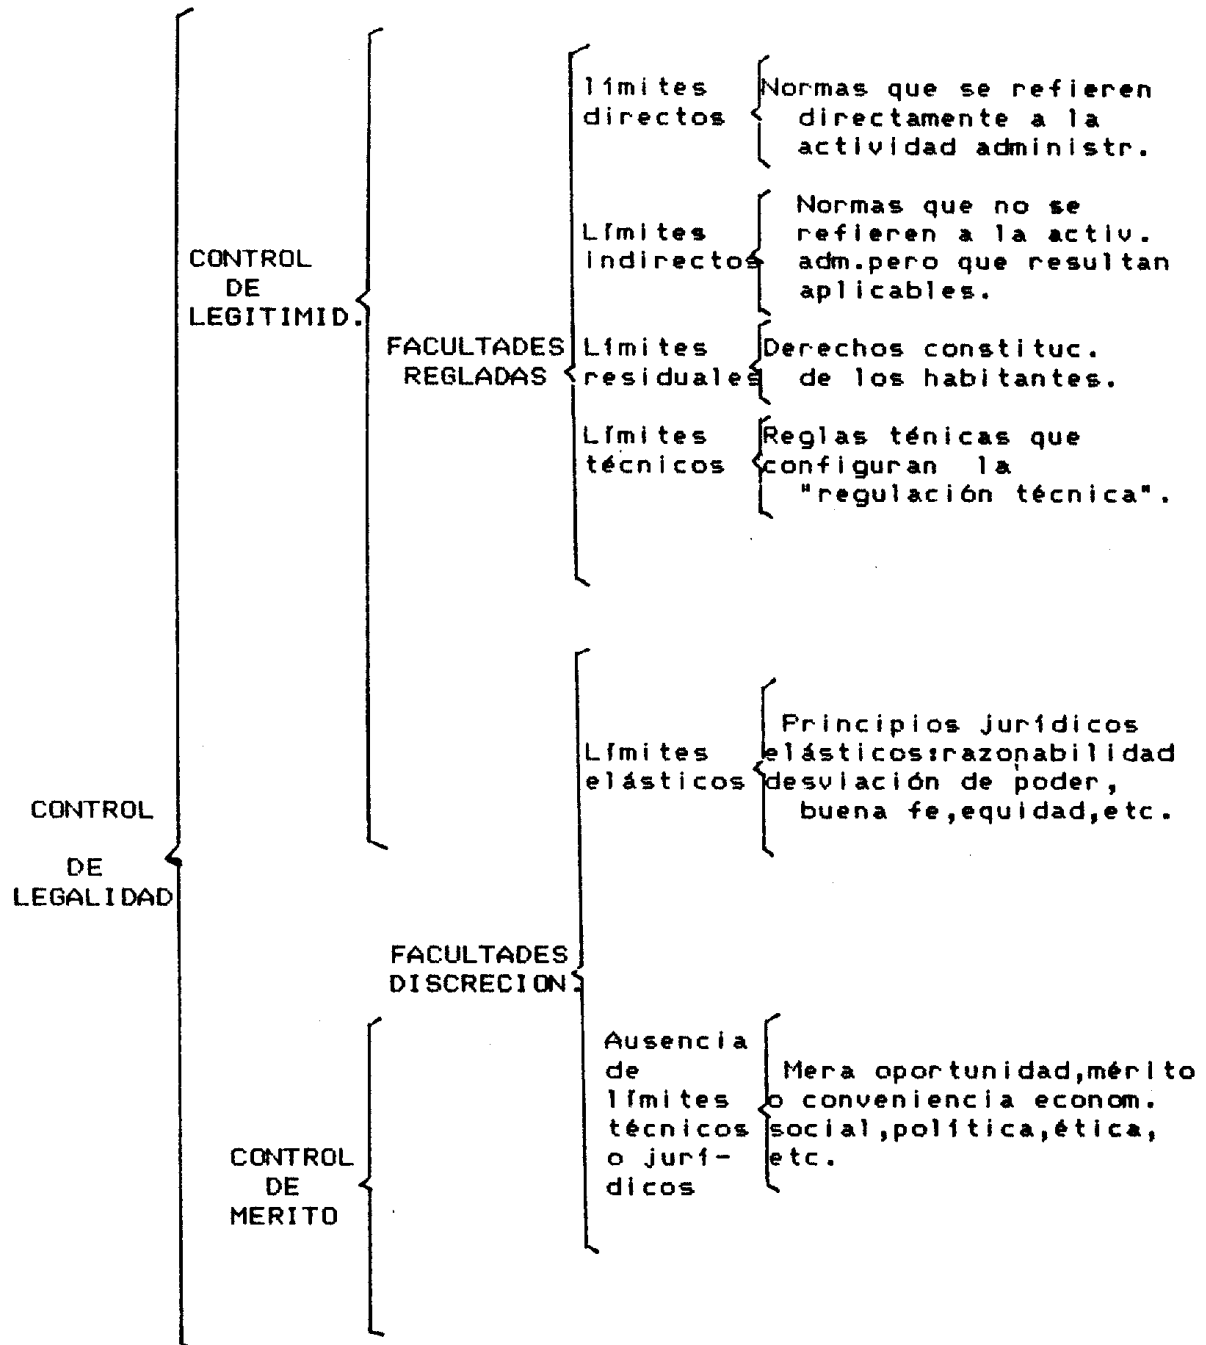 límites
directos
Normas que se refieren
directamente a la
actividad administr.
CONTROL
DE
LEGITIMID.
Límites
indirectos
Normas que no se
refieren a la activ.
adm.pero que resultan
aplicables.
FACULTADES
REGLADAS
Límites
residuales
Derechos constituc.
de los habitantes.
Límites
técnicos
Reglas ténicas que
configuran la
"regulación técnica".
CONTROL
DE
LEGALIDAD
Límites
elásticos
Principios jurídicos
elásticos:razonabilidad
desviación de poder,
buena fe,equidad,etc.
FACULTADES
DISCRECION.
CONTROL
DE
MERITO
Ausencia
de
límites
técnicos
o jurí-
dicos
Mera oportunidad,mérito
o conveniencia econom.
social,política,ética,
etc.